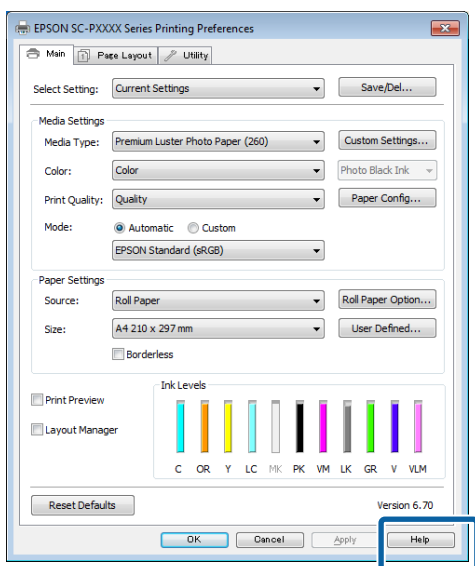 EPSON SC-PXXXX Series Printing Preferences
Main Page Layout Utility
Select Setting: Current Settings Save/Del...
Media Settings
Media Type: Premium Luster Photo Paper (260) Custom Settings...
Color: Color Photo Black Ink
Print Quality: Quality Paper Config...
Mode: Automatic Custom
EPSON Standard (sRGB)
Paper Settings
Source: Roll Paper Roll Paper Option...
Size: A4 210 x 297 mm User Defined...
Borderless
Ink Levels
Print Preview
Layout Manager
C OR Y LC MK PK VM LK GR V VLM
Reset Defaults Version 6.70
OK Cancel Apply Help